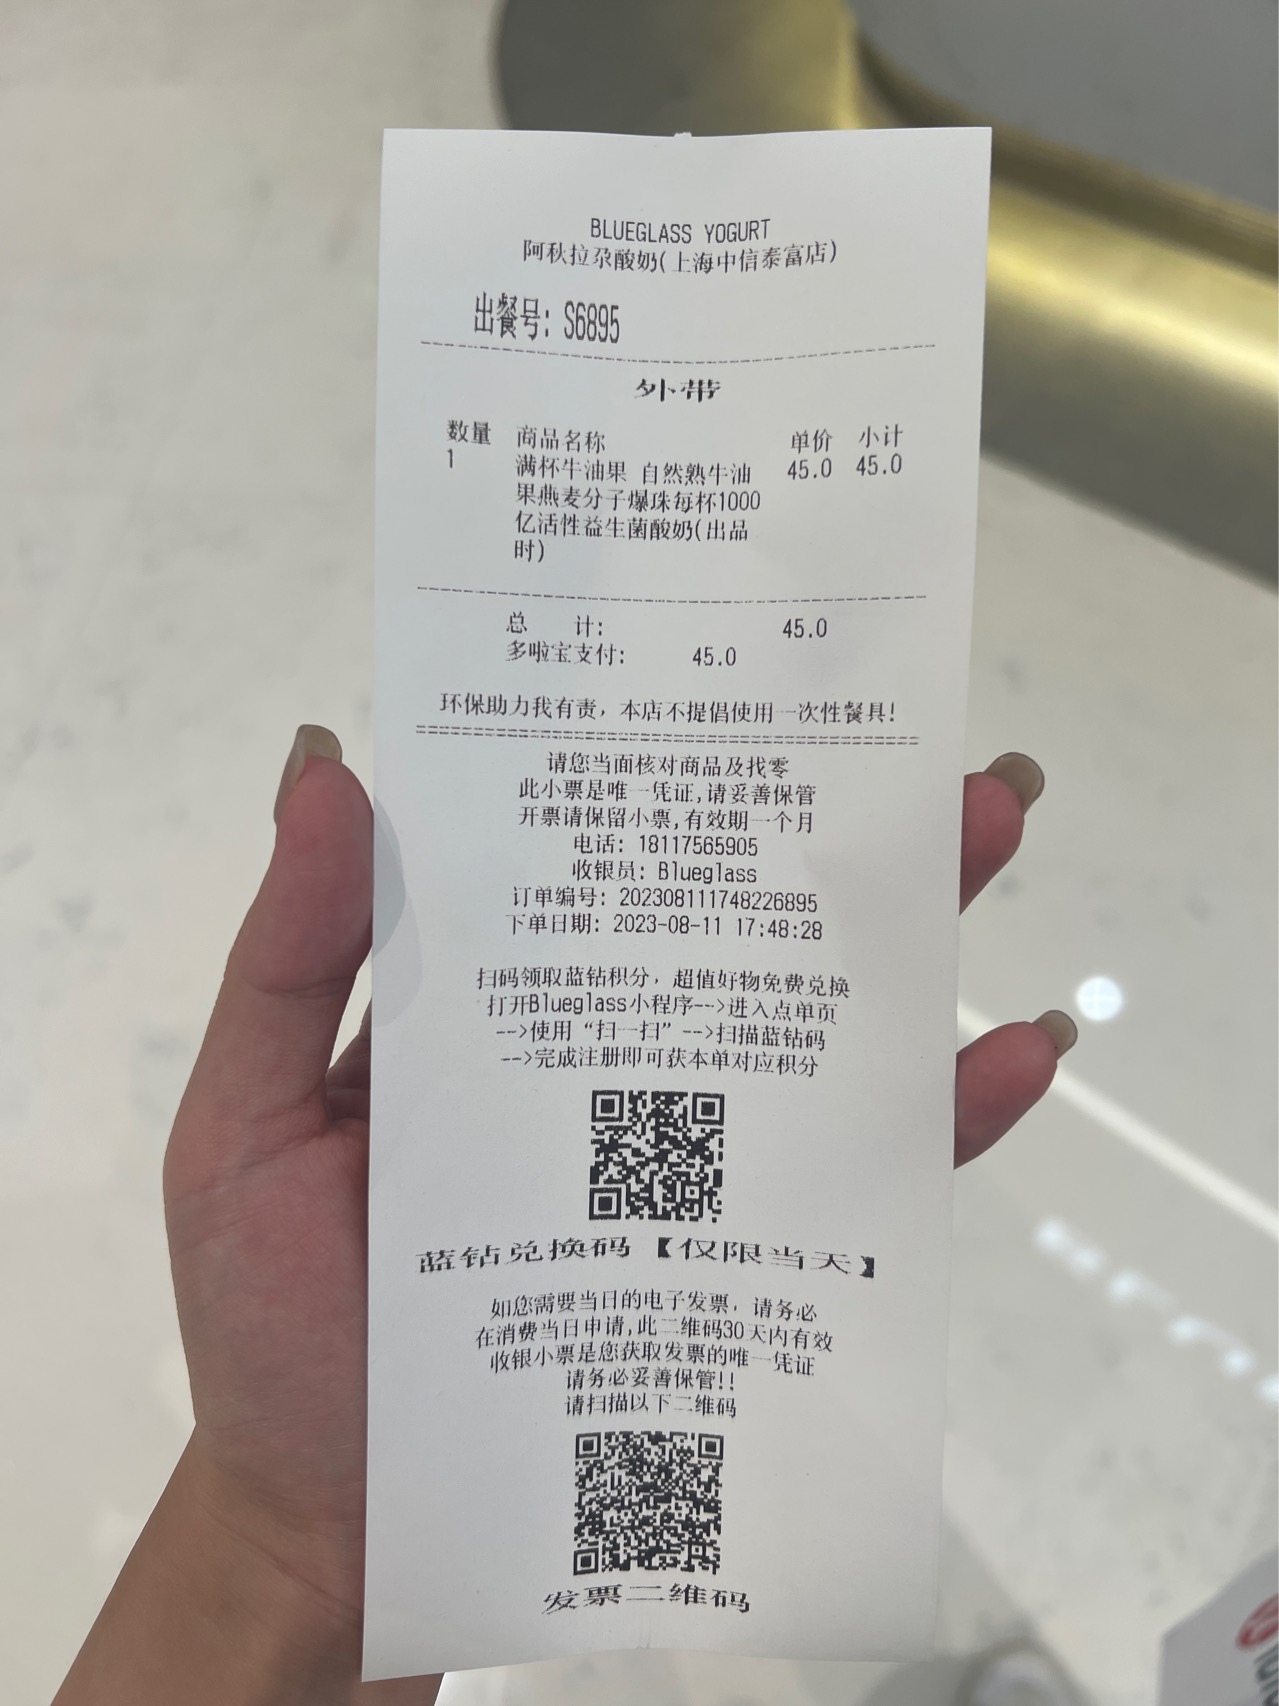 BLUEGLASS YOGURT
阿秋拉尕酸奶(上海中信泰富店)
出餐号: S6895
外带
数量 商品名称 单价 小计
1 满杯牛油果 自然熟牛油 45.0 45.0
果燕麦分子爆珠每杯1000
亿活性益生菌酸奶(出品
时)
总 计: 45.0
多啦宝支付: 45.0
环保助力我有责，本店不提倡使用一次性餐具!
请您当面核对商品及找零
此小票是唯一凭证,请妥善保管
开票请保留小票,有效期一个月
电话: 18117565905
收银员: Blueglass
订单编号: 202308111748226895
下单日期: 2023-08-11 17:48:28
扫码领取蓝钻积分，超值好物免费兑换
打开Blueglass小程序-->进入点单页
-->使用“扫一扫”-->扫描蓝钻码
-->完成注册即可获本单对应积分
蓝钻兑换码【仅限当天】
如您需要当日的电子发票，请务必
在消费当日申请,此二维码30天内有效
收银小票是您获取发票的唯一凭证
请务必妥善保管!!
请扫描以下二维码
发票二维码